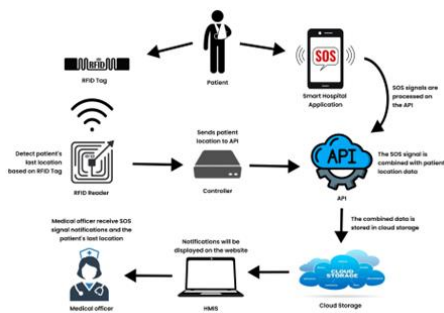 RFID
RFID Tag
Patient
SOS
Smart Hospital
Application
SOS signals are
processed on
the API
Detect patient's
last location
based on RFID Tag
RFID Reader
Sends patient
location to API
Controller
API
API
The SOS signal is
combined with patient
location data
Medical officer receive SOS
signal notifications and
the patient's last location
Medical officer
Notifications will be
displayed on the website
HMIS
The combined data is
stored in cloud storage
CLOUD
STORAGE
Cloud Storage